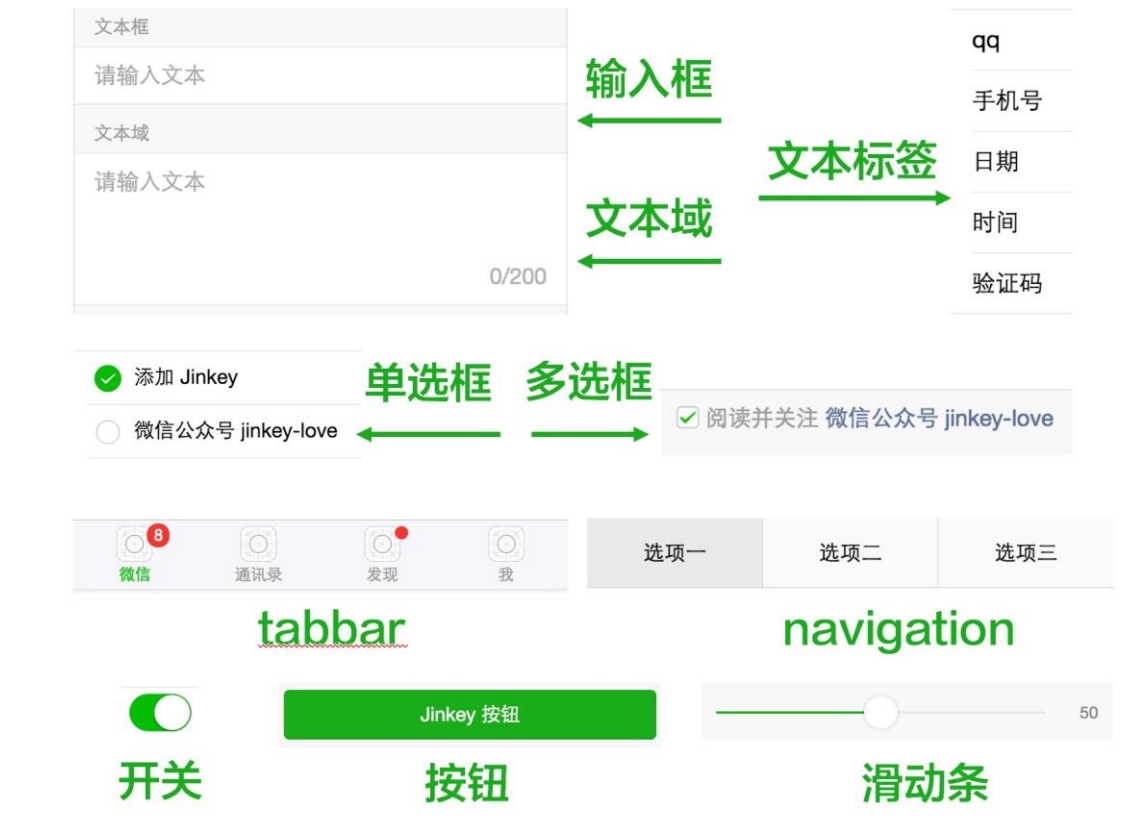 文本框
请输入文本
文本域
请输入文本
0/200
输入框
文本域
文本标签
qq
手机号
日期
时间
验证码
添加 Jinkey
微信公众号 jinkey-love
单选框
多选框
阅读并关注 微信公众号 jinkey-love
8
微信
通讯录
发现
我
tabbar
选项一
选项二
选项三
navigation
开关
Jinkey 按钮
按钮
50
滑动条